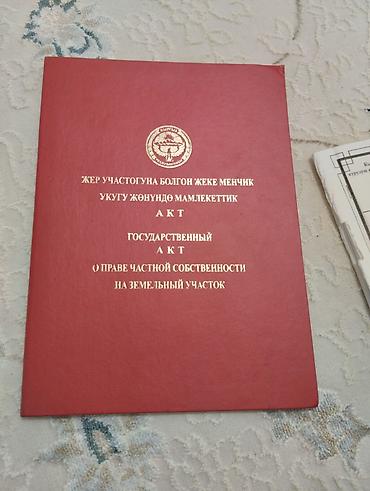 ЖЕР УЧАСТОГУНА БОЛГОН ЖЕКЕ МЕНЧИК
УКУГУ ЖӨНҮНДӨ МАМЛЕКЕТТИК
АКТ
ГОСУДАРСТВЕННЫЙ
АКТ
О ПРАВЕ ЧАСТНОЙ СОБСТВЕННОСТИ
НА ЗЕМЕЛЬНЫЙ УЧАСТОК